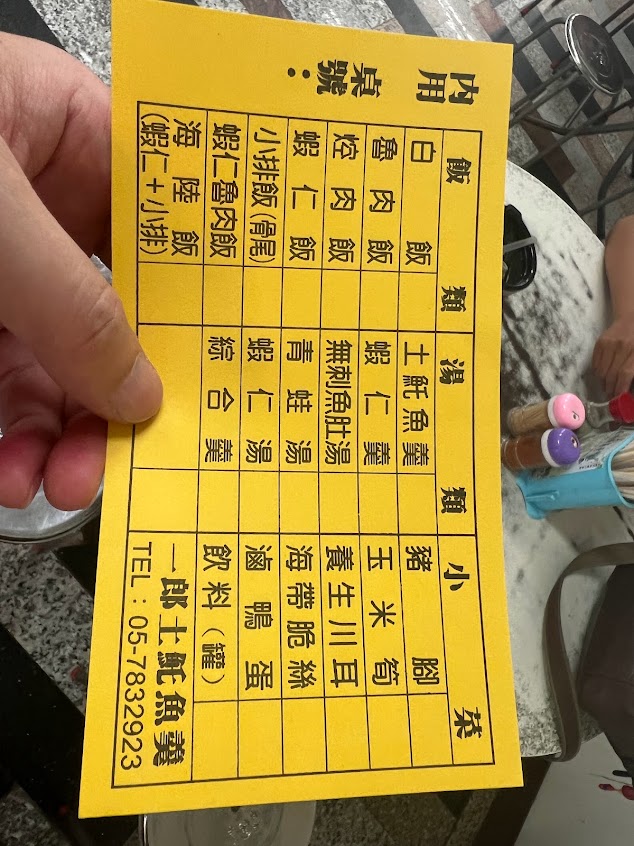 內用
桌號：
飯類 湯類 小菜
白飯 土魠魚羹 豬腳
魯肉飯 蝦仁羹 玉米筍
焢肉飯 無刺魚肚湯 養生川耳
蝦仁飯 青蛙湯 海帶脆絲
小排飯(骨尾) 蝦仁湯 滷鴨蛋
蝦仁魯肉飯 綜合羹 飲料（罐）
海陸飯 一郎土魠魚羹
(蝦仁＋小排) TEL：05-7832923